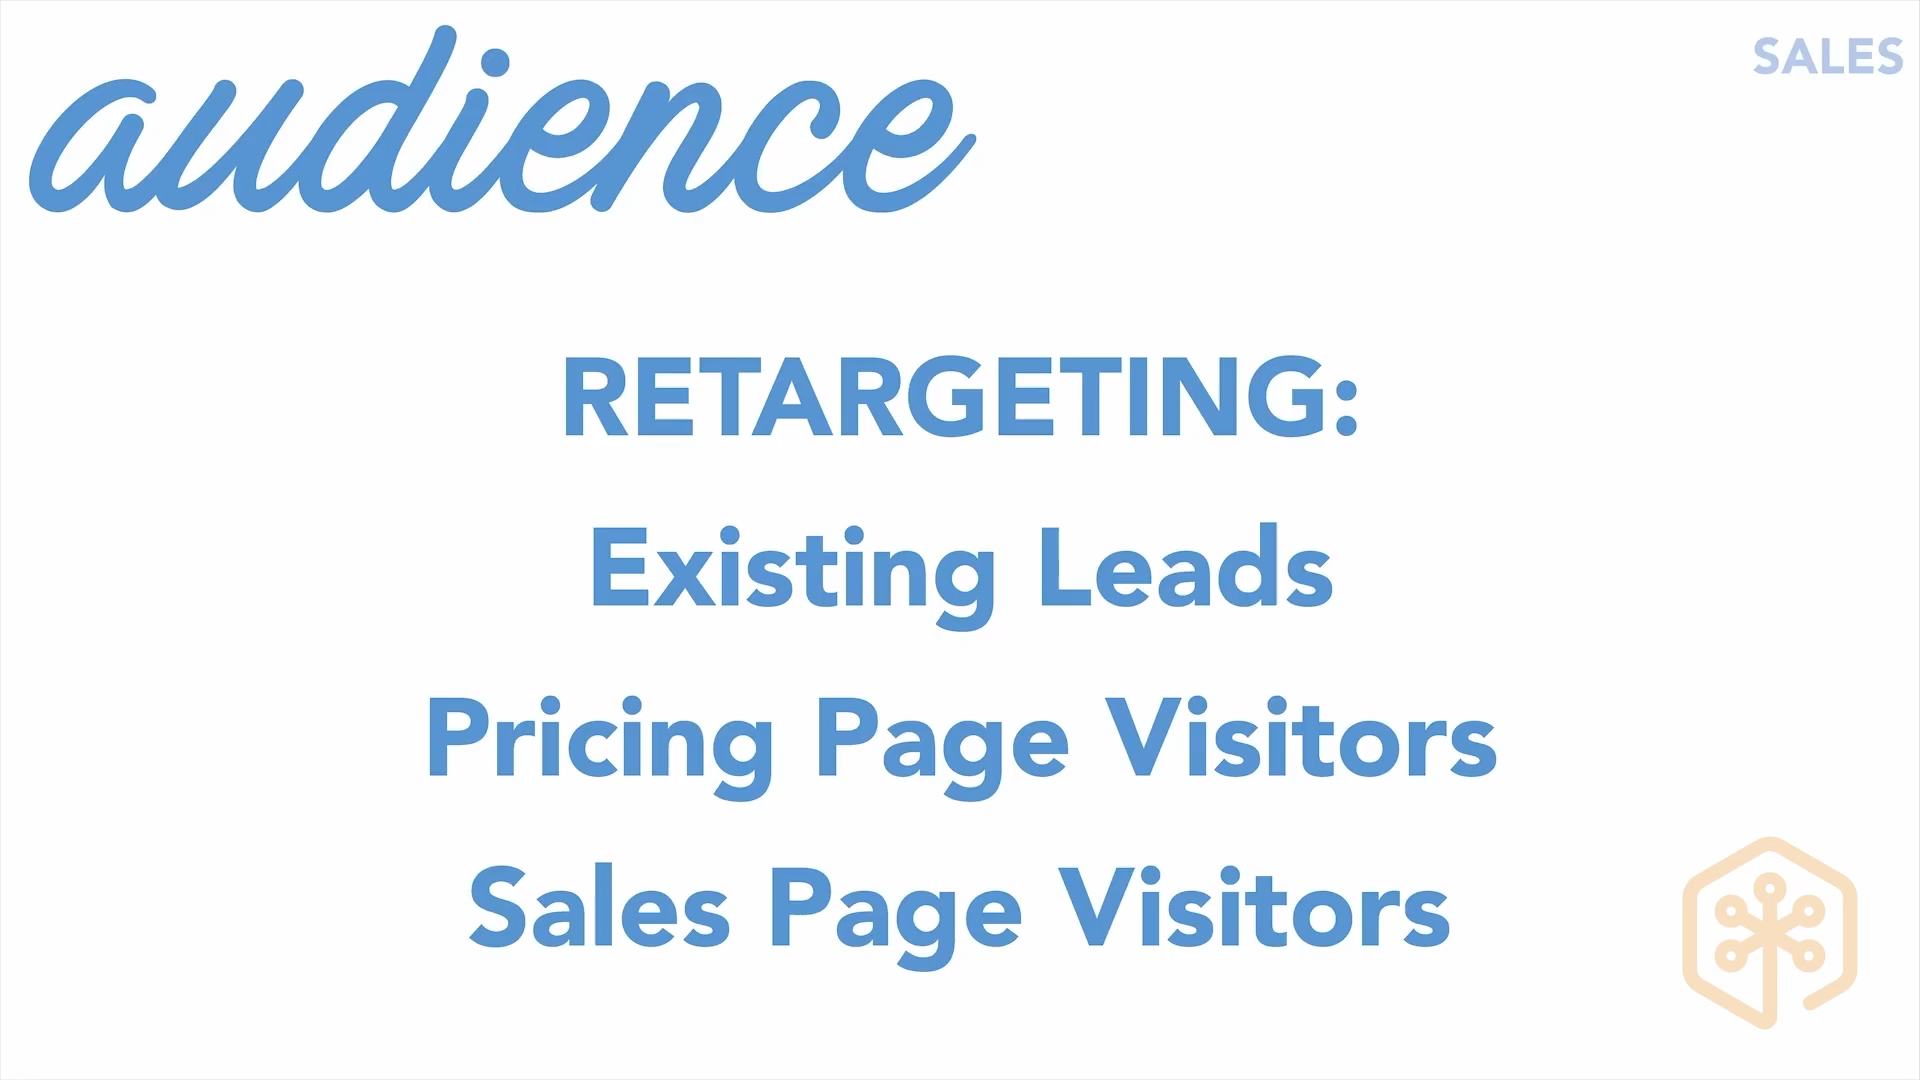 audience
SALES
RETARGETING:
Existing Leads
Pricing Page Visitors
Sales Page Visitors